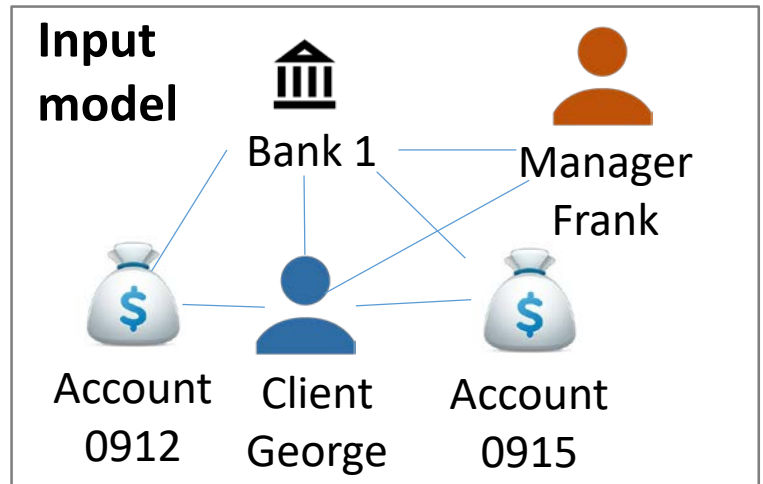 Input
model
Bank 1
Manager
Frank
$
$
Account
0912
Client
George
Account
0915